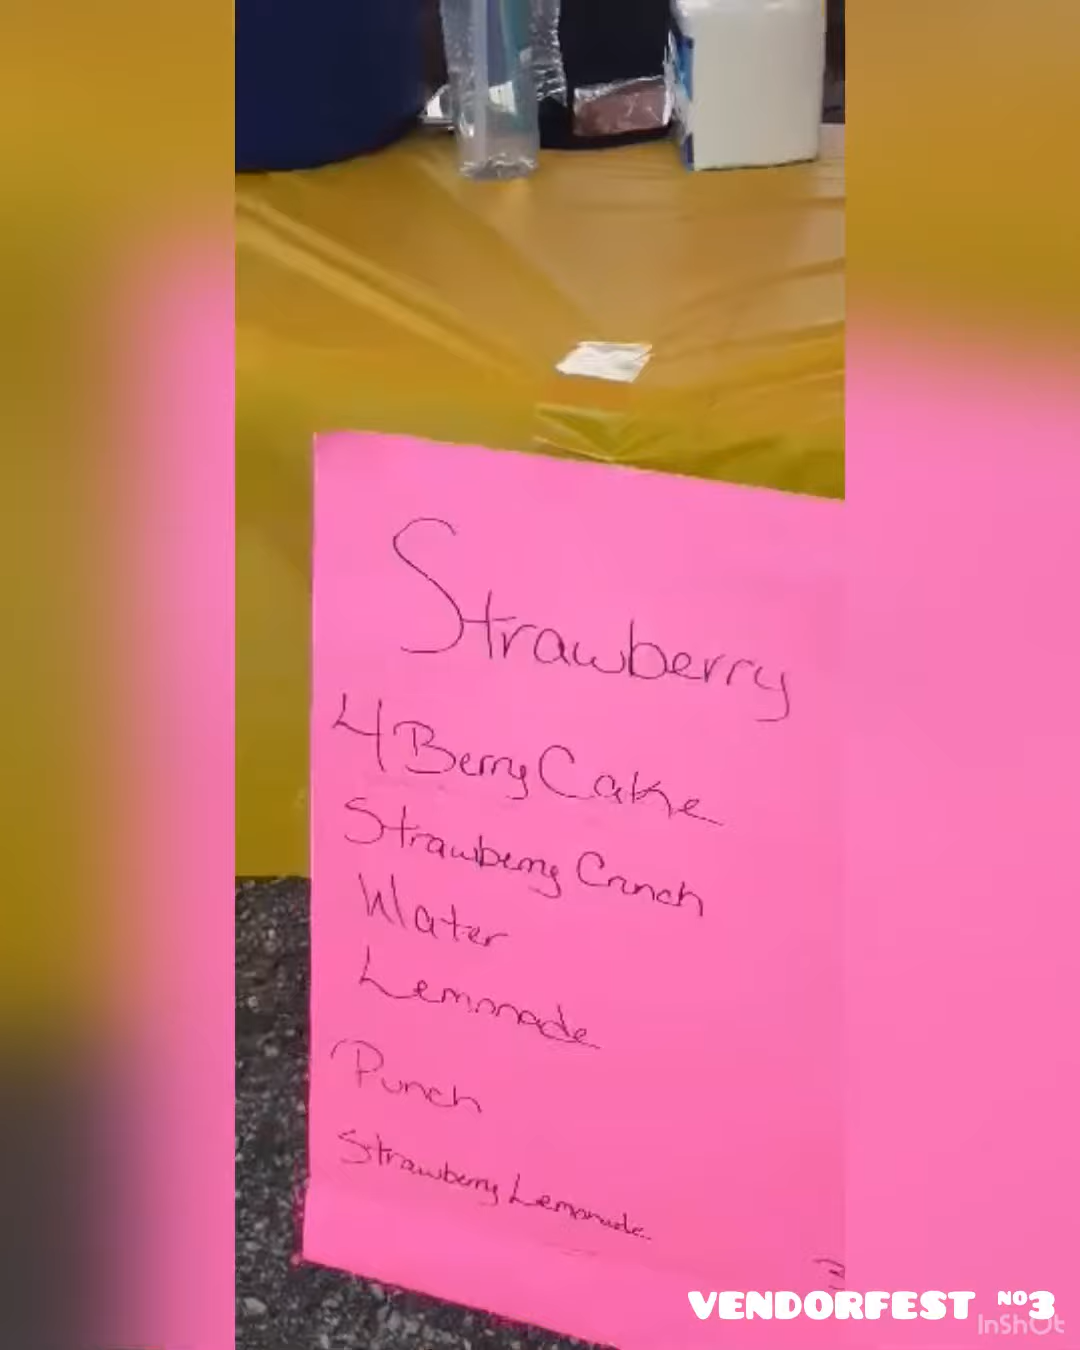 Strawberry
4 Berry Cake
Strawberry Crunch
Water
Lemonade
Punch
Strawberry Lemonade
VENDORFEST Nº3
InShOt